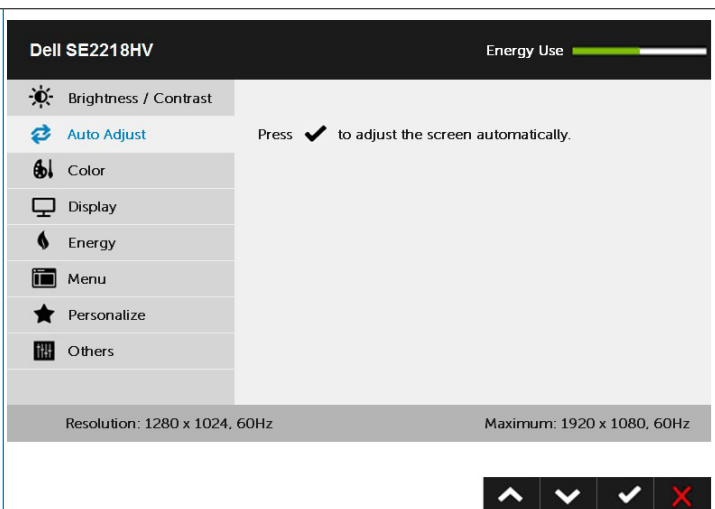 Dell SE2218HV
Energy Use
Brightness / Contrast
Auto Adjust
Press ✔ to adjust the screen automatically.
Color
Display
Energy
Menu
Personalize
Others
Resolution: 1280 x 1024, 60Hz
Maximum: 1920 x 1080, 60Hz